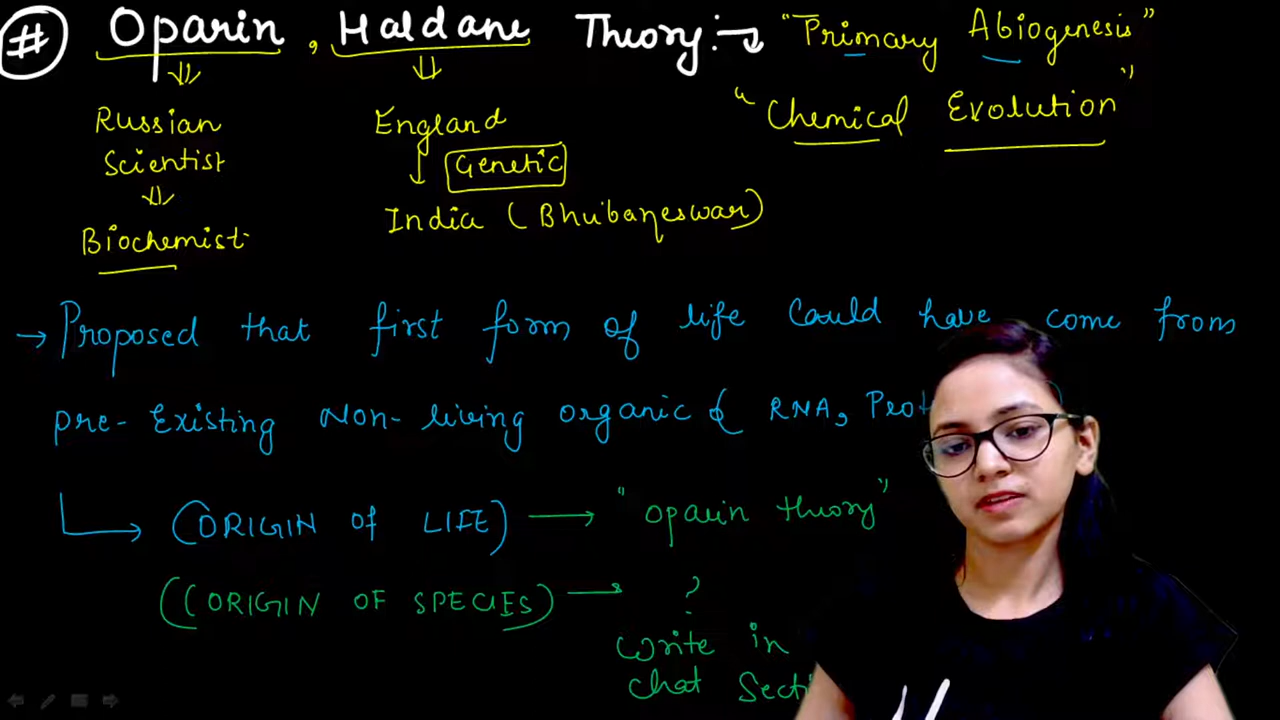 # Oparin, Haldane Theory:→ "Primary Abiogenesis"
"Chemical Evolution"
Russian
Scientist
Biochemist
England
Genetic
India (Bhubaneswar)
→ Proposed that first form of life could have come from
pre-Existing Non-living organic ( RNA,
(ORIGIN of LIFE) → "Oparin theory"
((ORIGIN OF SPECIES) → ?
Write in
chat